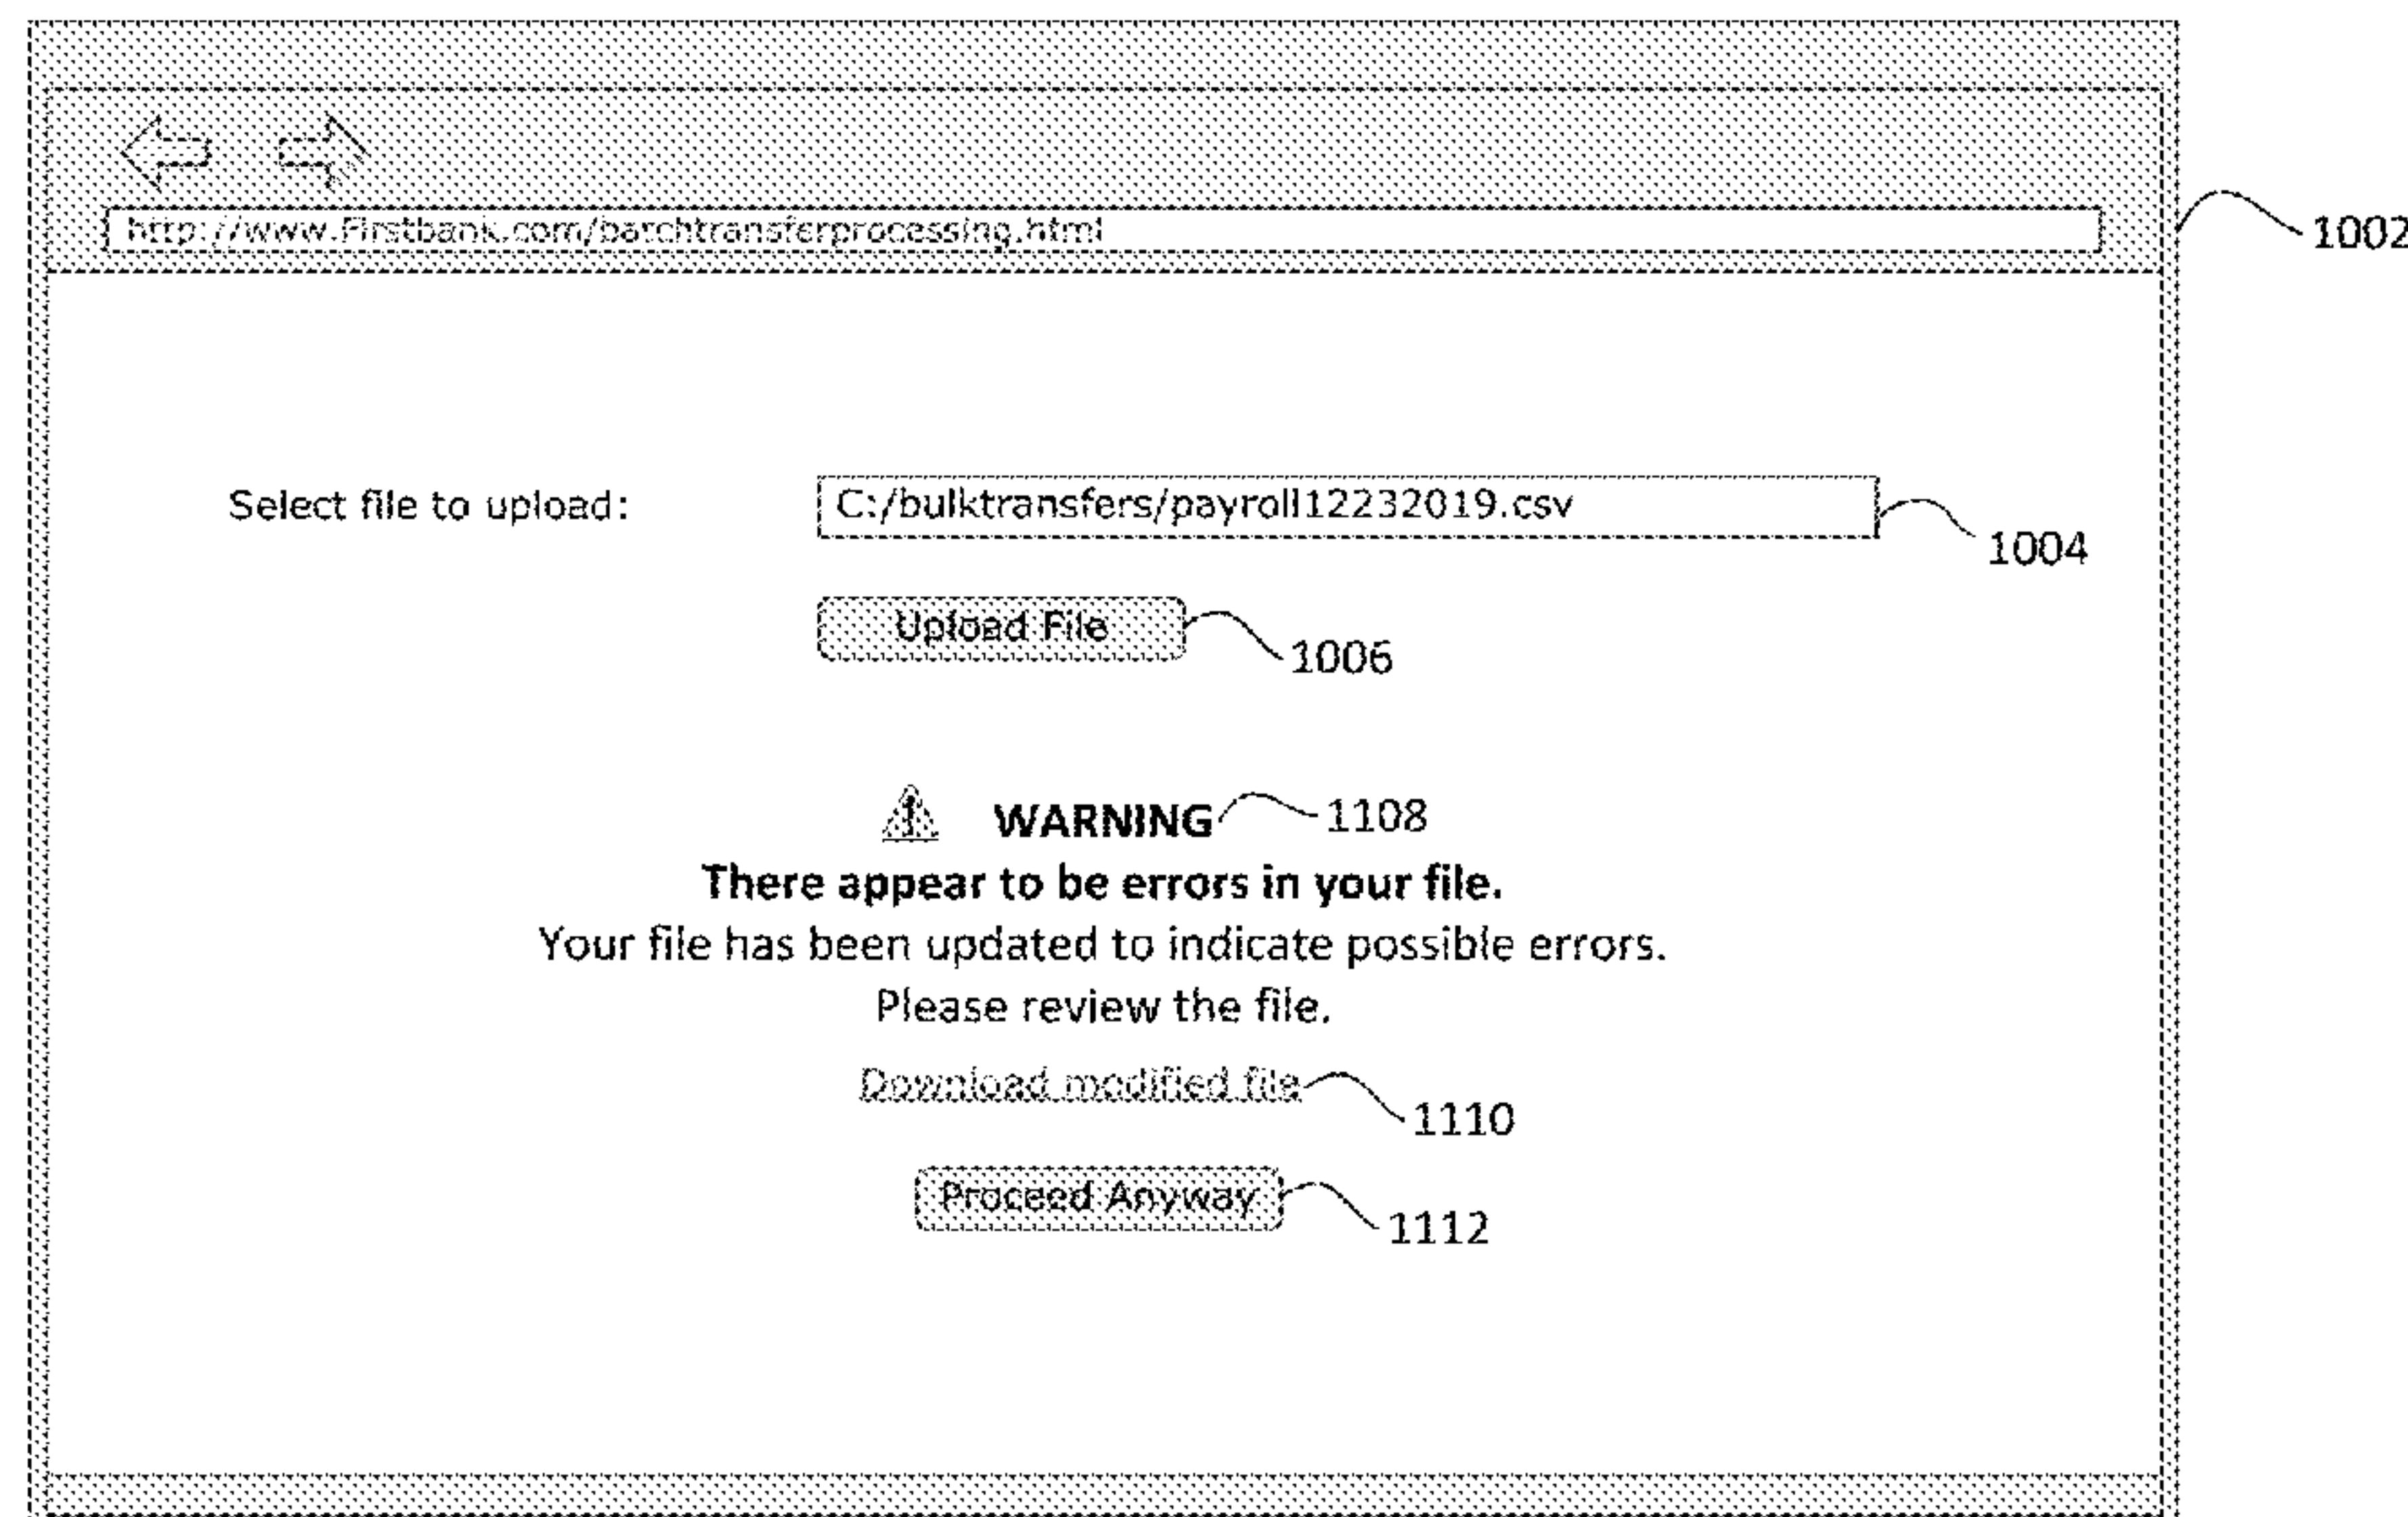 http://www.Firstbank.com/batchtransferprocessing.html
1002
Select file to upload: C:/bulktransfers/payroll12232019.csv
1004
Upload File
1006
WARNING 1108
There appear to be errors in your file.
Your file has been updated to indicate possible errors.
Please review the file.
Download modified file
1110
Proceed Anyway
1112